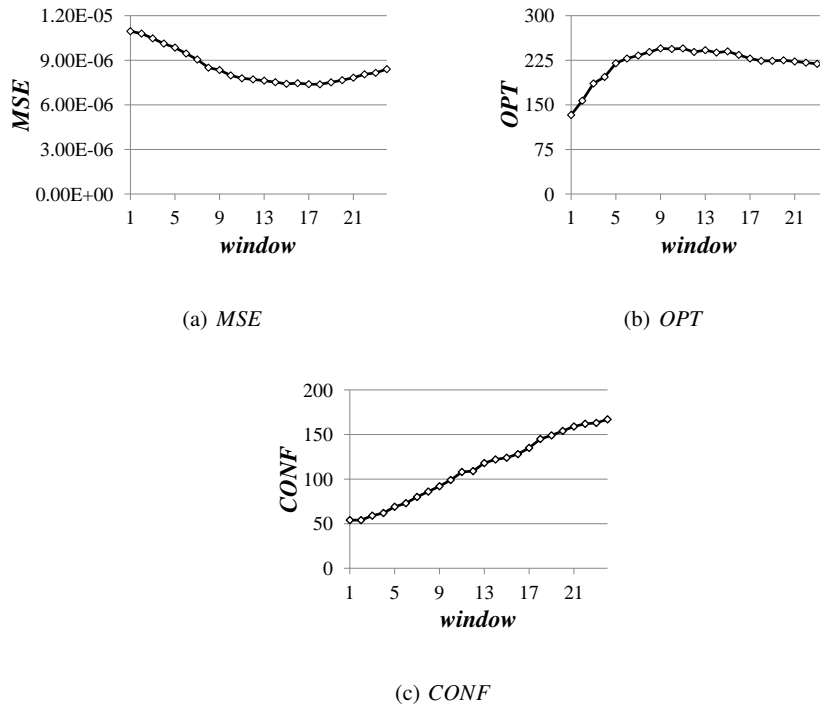 1.20E-05
9.00E-06
6.00E-06
3.00E-06
0.00E+00
MSE
1 5 9 13 17 21
window
(a) MSE
300
225
150
75
0
OPT
1 5 9 13 17 21
window
(b) OPT
200
150
100
50
0
CONF
1 5 9 13 17 21
window
(c) CONF